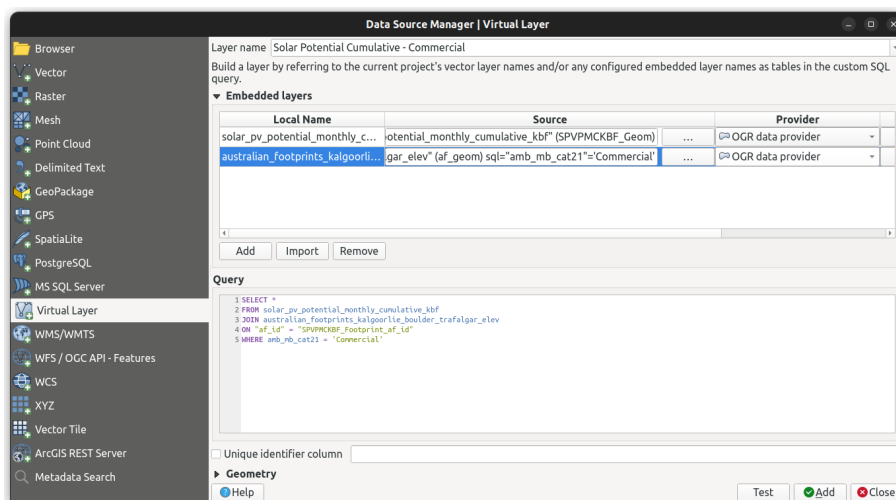 Data Source Manager | Virtual Layer
Browser
Vector
Raster
Mesh
Point Cloud
Delimited Text
GeoPackage
GPS
SpatiaLite
PostgreSQL
MS SQL Server
Virtual Layer
WMS/WMTS
WFS / OGC API - Features
WCS
XYZ
Vector Tile
ArcGIS REST Server
Metadata Search
Layer name Solar Potential Cumulative - Commercial
Build a layer by referring to the current project's vector layer names and/or any configured embedded layer names as tables in the custom SQL
query.
Embedded layers
Local Name Source Provider
solar_pv_potential_monthly_c... otential_monthly_cumulative_kbf" (SPVPMCKBF_Geom) ... OGR data provider
australian_footprints_kalgoorli... gar_elev" (af_geom) sql="amb_mb_cat21"='Commercial' ... OGR data provider
Add Import Remove
Query
1 SELECT *
2 FROM solar_pv_potential_monthly_cumulative_kbf
3 JOIN australian_footprints_kalgoorlie_boulder_trafalgar_elev
4 ON "af_id" = "SPVPMCKBF_Footprint_af_id"
5 WHERE amb_mb_cat21 = 'Commercial'
Unique identifier column
Geometry
Help Test Add Close